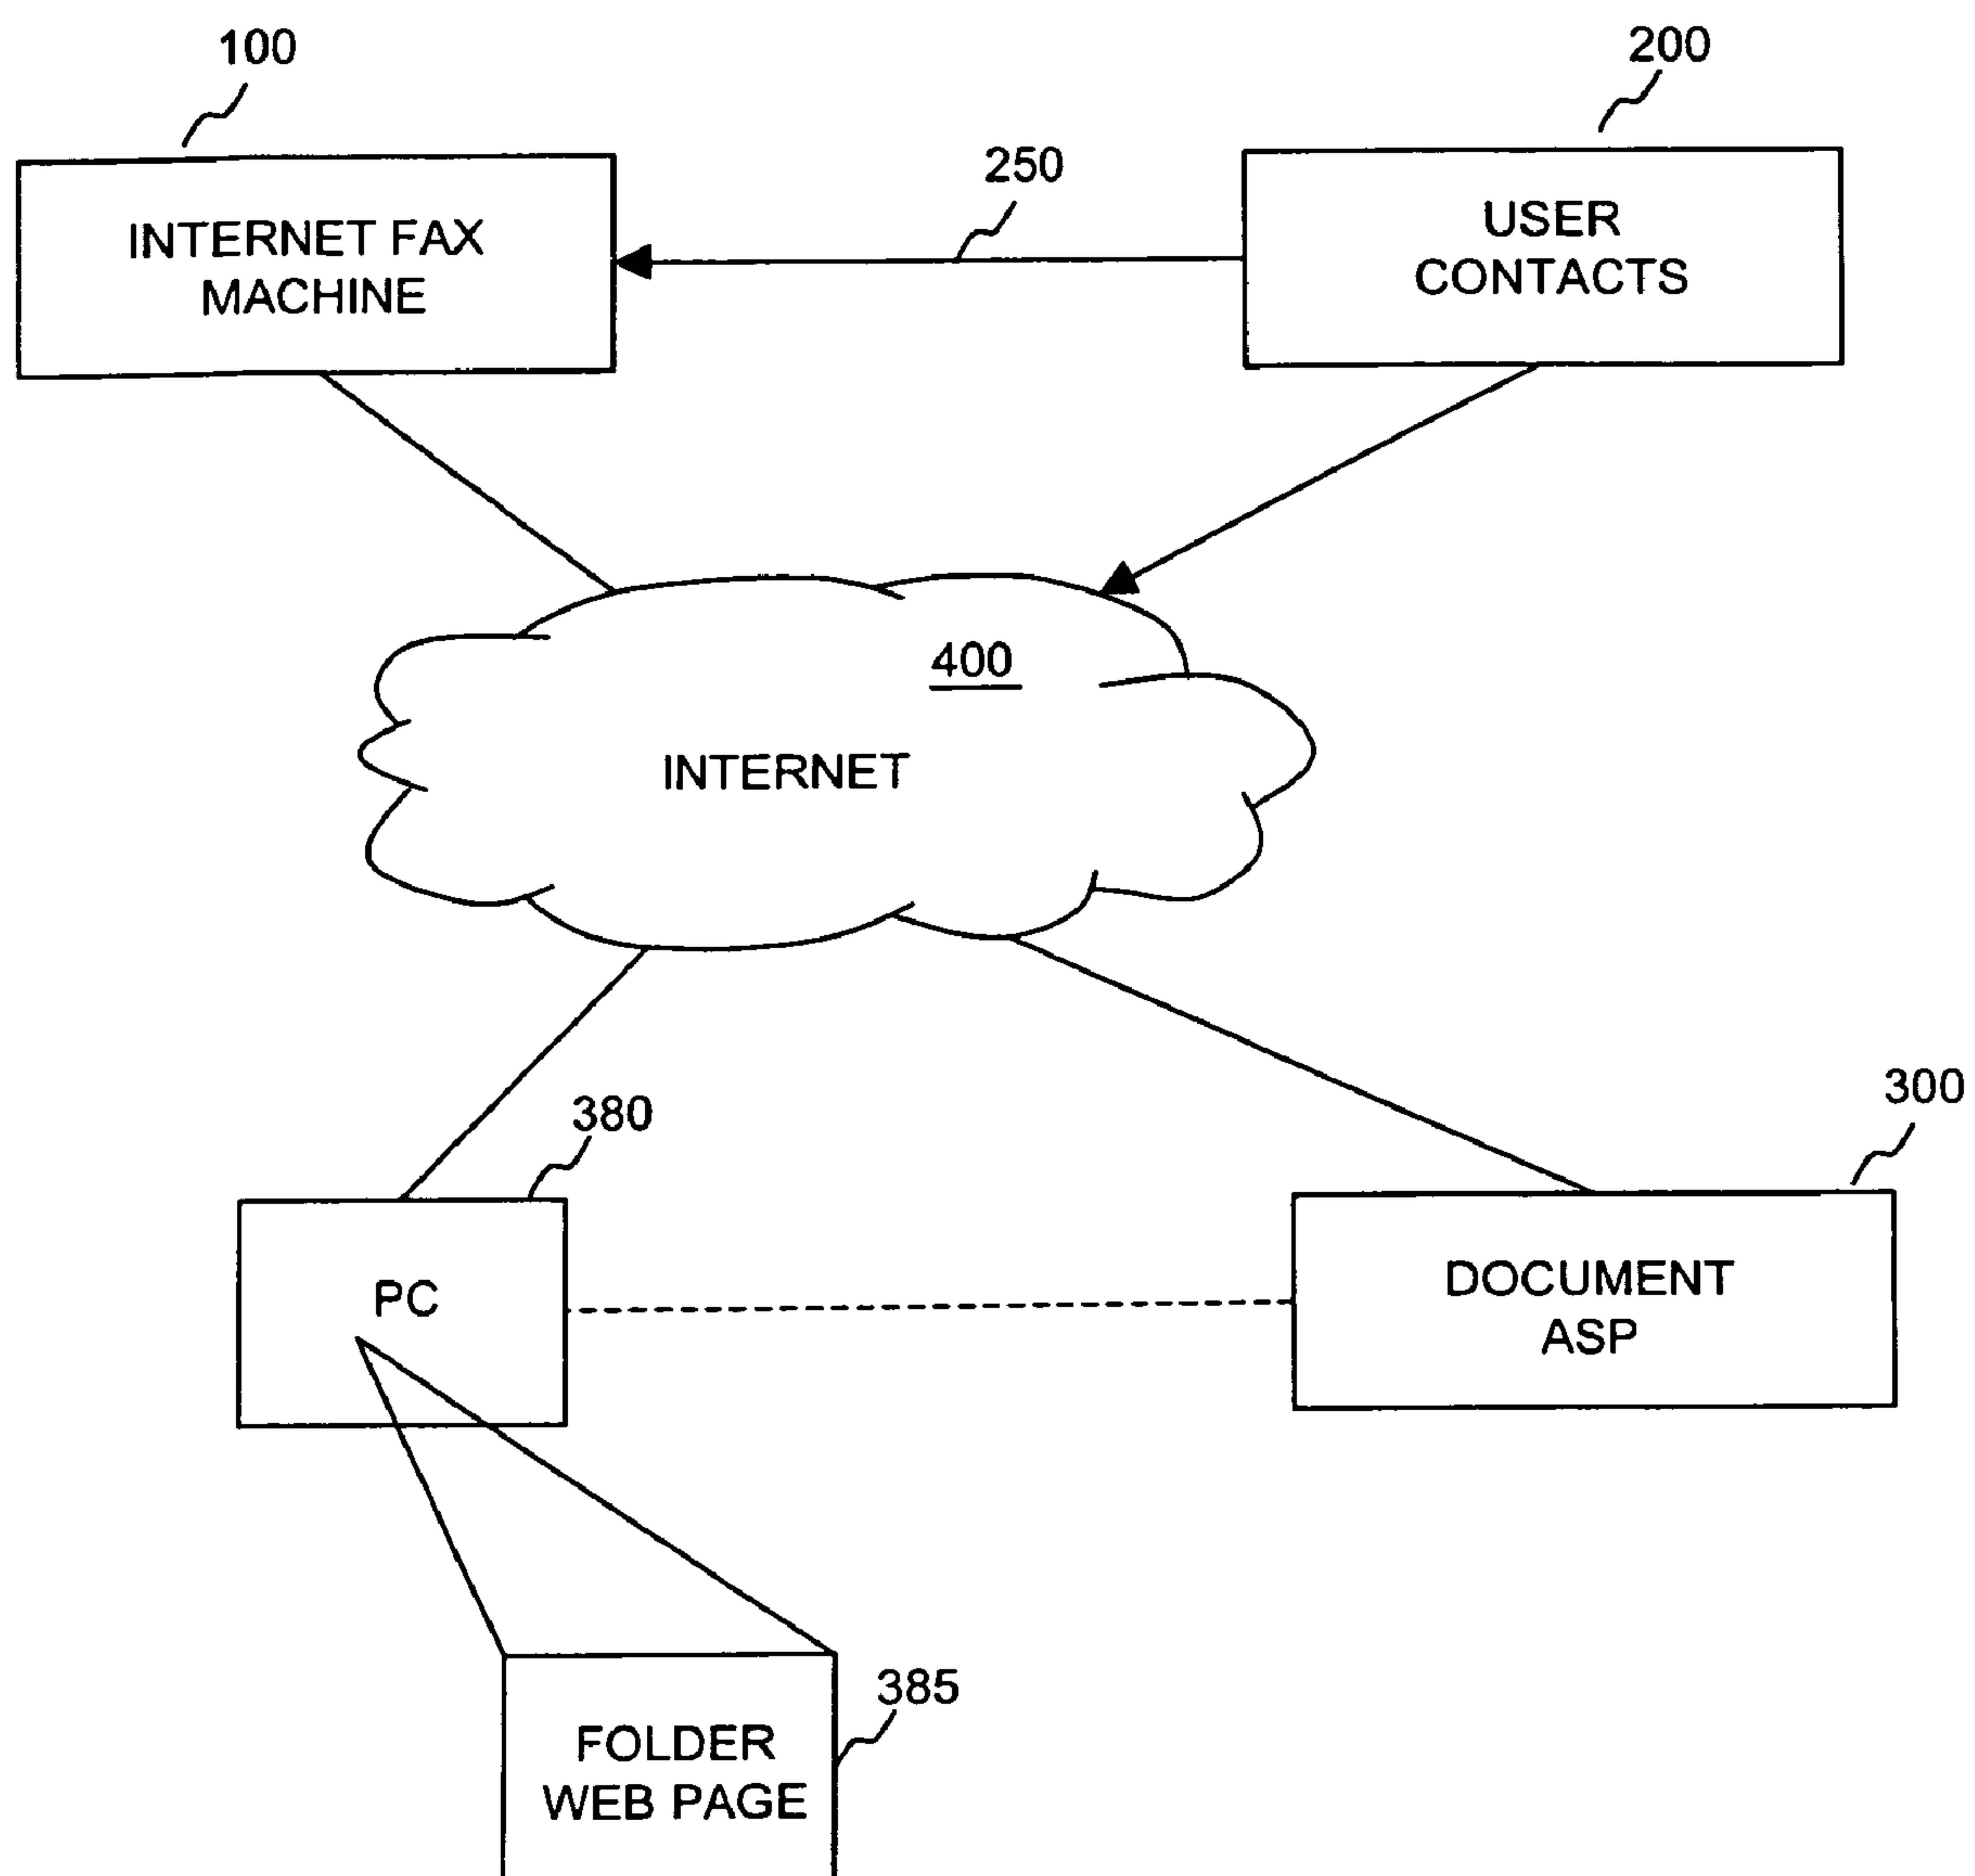 100
200
250
INTERNET FAX
MACHINE
USER
CONTACTS
400
INTERNET
380
300
PC
DOCUMENT
ASP
385
FOLDER
WEB PAGE